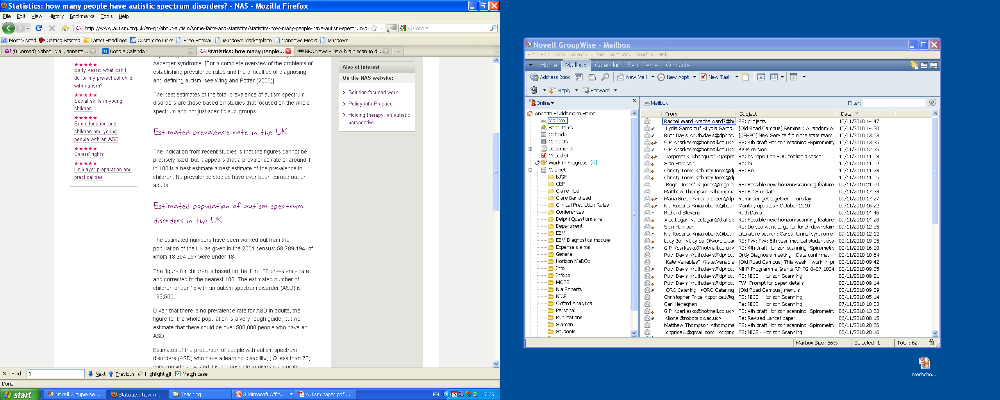 Statistics: how many people have autistic spectrum disorders? - NAS - Mozilla Firefox
File Edit View History Bookmarks Tools Help
http://www.autism.org.uk/en-gb/about-autism/some-facts-and-statistics/statistics-how-many-people-have-autism-spectrum-di
Google
Most Visited Getting Started Latest Headlines Customize Links Free Hotmail Windows Marketplace Windows Media Windows
(0 unread) Yahoo! Mail, annette... Google Calendar Statistics: how many people... BBC News - New brain scan to di...
★★★★★
Early years: what can I
do for my pre-school child
with autism?
★★★★★
Social skills in young
children
★★★★★
Sex education and
children and young
people with an ASD
★★★★★
Carers' rights
★★★★★
Holidays: preparation and
practicalities
Asperger syndrome. [For a complete overview of the problems of
establishing prevalence rates and the difficulties of diagnosing
and defining autism, see Wing and Potter (2002)].
The best estimates of the total prevalence of autism spectrum
disorders are those based on studies that focused on the whole
spectrum and not just specific sub-groups.
Estimated prevalence rate in the UK
The indication from recent studies is that the figures cannot be
precisely fixed, but it appears that a prevalence rate of around 1
in 100 is a best estimate a best estimate of the prevalence in
children. No prevalence studies have ever been carried out on
adults.
Estimated population of autism spectrum
disorders in the UK
The estimated numbers have been worked out from the
population of the UK as given in the 2001 census: 58,789,194, of
whom 13,354,297 were under 18.
The figure for children is based on the 1 in 100 prevalence rate
and corrected to the nearest 100. The estimated number of
children under 18 with an autism spectrum disorder (ASD) is
133,500.
Given that there is no prevalence rate for ASD in adults, the
figure for the whole population is a very rough guide, but we
estimate that there could be over 500,000 people who have an
ASD.
Estimates of the proportion of people with autism spectrum
disorders (ASD) who have a learning disability, (IQ less than 70)
vary considerably, and it is not possible to give an accurate
Also of interest
On the NAS website:
Solution-focused work
Policy into Practice
Holding therapy: an autistic
perspective
Find: 1 Next Previous Highlight all Match case
Done
start Novell GroupWise ... Statistics: how m... Teaching 3 Microsoft Offic... Autism paper.pdf ... EN 17:29
Novell GroupWise - Mailbox
File Edit View Actions Tools Accounts Window Help
Home Mailbox Calendar Sent Items Contacts
Address Book New Mail New Appt New Task
Reply Forward
Online
Annette Pluddemann Home
Mailbox
Sent Items
Calendar
Contacts
Documents
Checklist
Work In Progress [6]
Cabinet
BJGP
CEP
Claire Hoe
Clare Bankhead
Clinical Prediction Rules
Conferences
Delphi Questionnaire
Department
EBM
EBM Diagnostics module
Expense claims
General
Horizon MaDOx
Info
Infopoll
MORE
Nia Roberts
NICE
Oxford Analytica
Personal
Publications
Siamon
Students
Mailbox Filter:
From Subject Date
Rachel Ward <rachelward7@ho RE: projects 10/11/2010 14:47
"Lydia Saroglou" <Lydia.Sarogl [Old Road Campus] Seminar: A random wa 10/11/2010 14:30
Ruth Davis <ruth.davis@dphpc. [DPHPC] New Service from the stats team 10/11/2010 13:53
G P <parkesko@hotmail.co.uk> RE: 4th draft Horizon scanning -Spirometry 10/11/2010 13:25
G P <parkesko@hotmail.co.uk> BJGP version 10/11/2010 12:25
"Jaspreet K. Khangura" <jaspre Re: hs report on POC coeliac disease 10/11/2010 11:58
Sian Harrison Re: hi 10/11/2010 11:52
Christy Toms <christy.toms@dp RE: Re: 10/11/2010 11:28
Christy Toms <christy.toms@dp 10/11/2010 11:05
"Roger Jones" <rjones@rcgp.or RE: Possible new horizon-scanning feature 09/11/2010 21:59
Matthew Thompson <thompma RE: BJGP update 09/11/2010 17:38
Maria Breen <maria.breen@dp Reminder get together Thursday 09/11/2010 17:27
Nia Roberts <nia.roberts@bodl Monthly updates - October 2010 09/11/2010 16:22
Richard Stevens Ruth Davis 09/11/2010 14:46
Alec Logan <aleclogan@dial.pip Re: Possible new horizon-scanning feature 09/11/2010 14:28
Sian Harrison Re: Do you want to go for lunch downstairs 09/11/2010 12:35
Nia Roberts <nia.roberts@bodl Literature search: Carpal tunnel syndrome 09/11/2010 12:12
Lucy Bell <lucy.bell@worc.ox.ac RE: FW: FW: 6th year medical student ess 08/11/2010 19:05
G P <parkesko@hotmail.co.uk> RE: 4th draft Horizon scanning -Spirometry 08/11/2010 16:00
Ruth Davis <ruth.davis@dphpc. Qrtly Diagnosis meeting - Date confirmed 08/11/2010 10:54
"Kate Venables" <Kate.Venable [Old Road Campus] This week - work-in-pr 08/11/2010 09:42
Ruth Davis <ruth.davis@dphpc. NIHR Programme Grants RP-PG-0407-1034 08/11/2010 09:35
Ruth Davis <ruth.davis@dphpc. RE: NICE - Horizon Scanning 08/11/2010 09:21
Ruth Davis <ruth.davis@dphpc. FW: Prompt for paper details 08/11/2010 09:14
"ORC Catering" <ORC-Catering [Old Road Campus] menu's 08/11/2010 09:09
Christopher Price <cpprice1@g RE: NICE - Horizon Scanning 08/11/2010 05:14
Carl Heneghan Re: NICE - Horizon Scanning 07/11/2010 18:33
G P <parkesko@hotmail.co.uk> RE: 4th draft Horizon scanning -Spirometry 06/11/2010 13:03
<lionel@robots.ox.ac.uk> Re: Revised Lancet paper 06/11/2010 08:15
Matthew Thompson <thompma RE: 4th draft Horizon scanning -Spirometry 05/11/2010 20:56
"cpprice1.@gmail.com" <cppric RE: NICE - Horizon Scanning 05/11/2010 20:16
Mailbox Size: 56% Selected: 1 Total: 62
medscho...